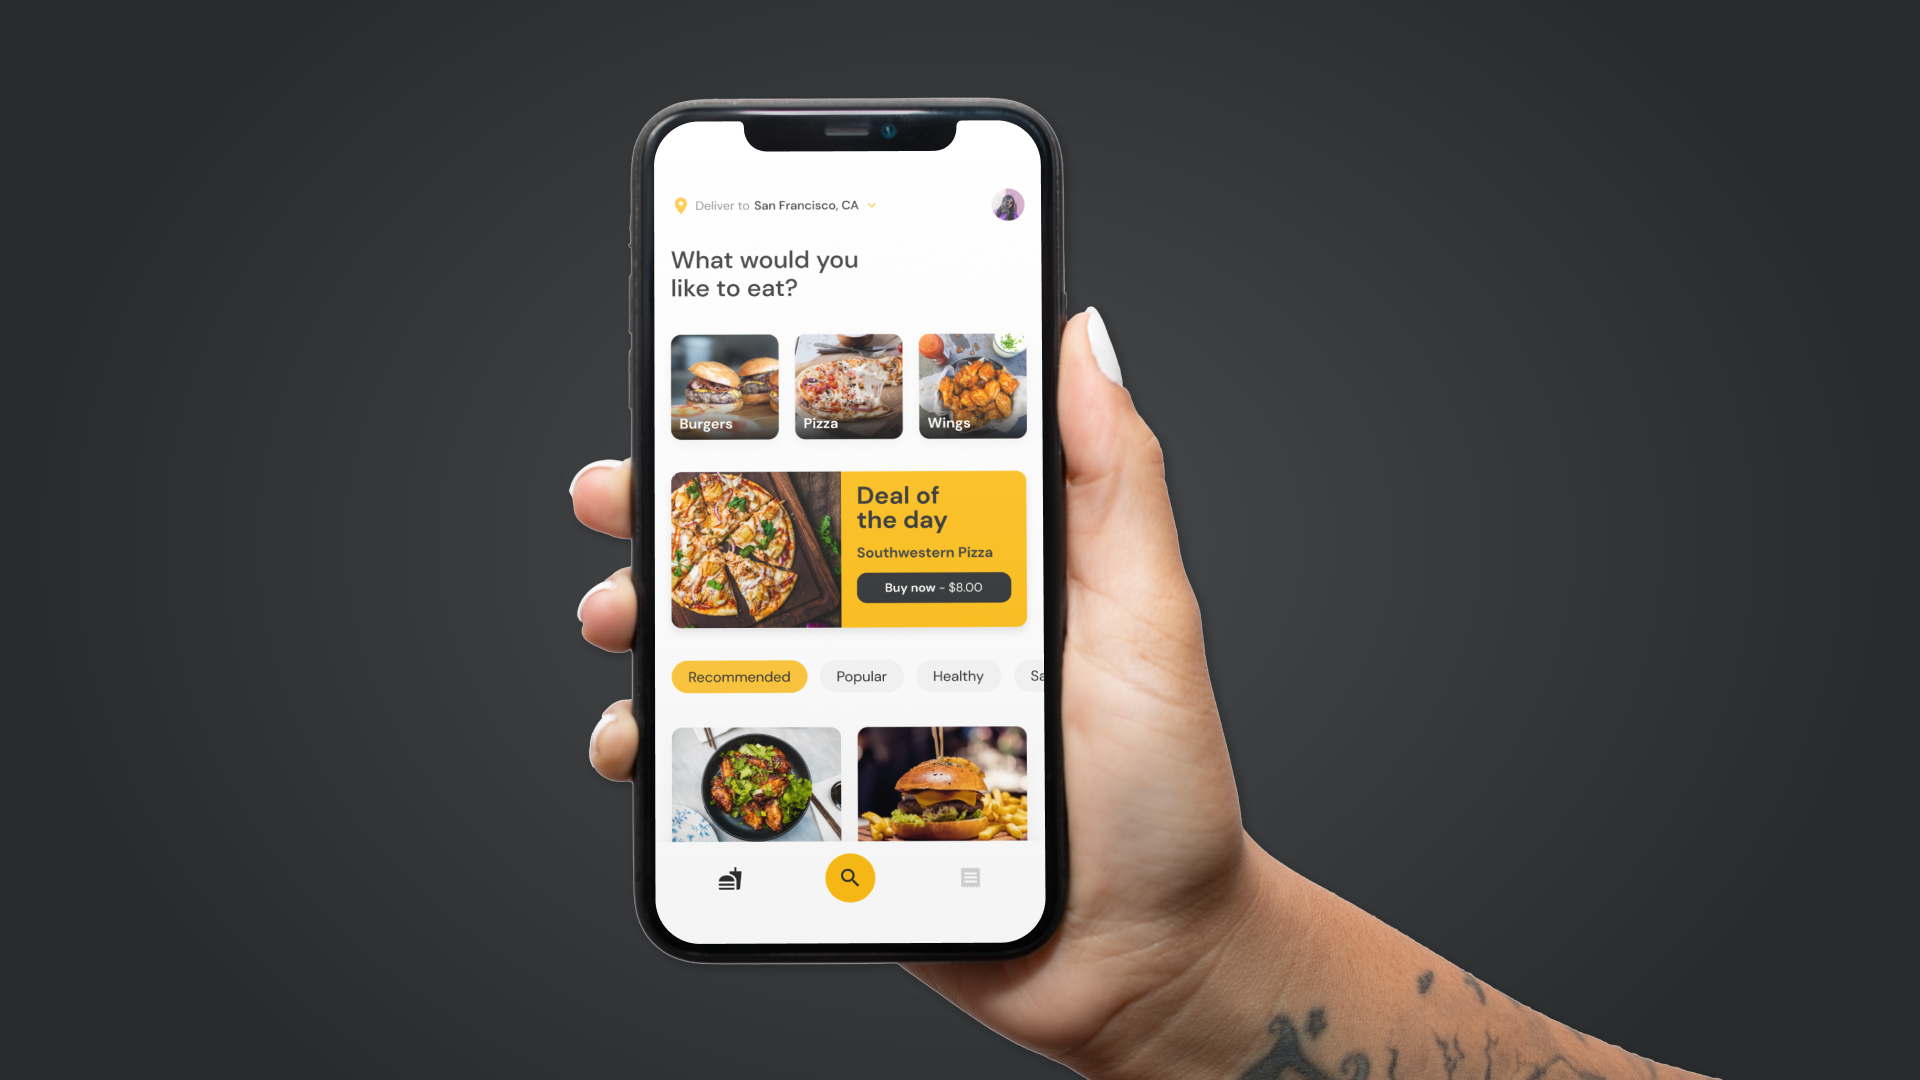 Deliver to San Francisco, CA
What would you
like to eat?
Burgers
Pizza
Wings
Deal of
the day
Southwestern Pizza
Buy now - $8.00
Recommended
Popular
Healthy
Sa